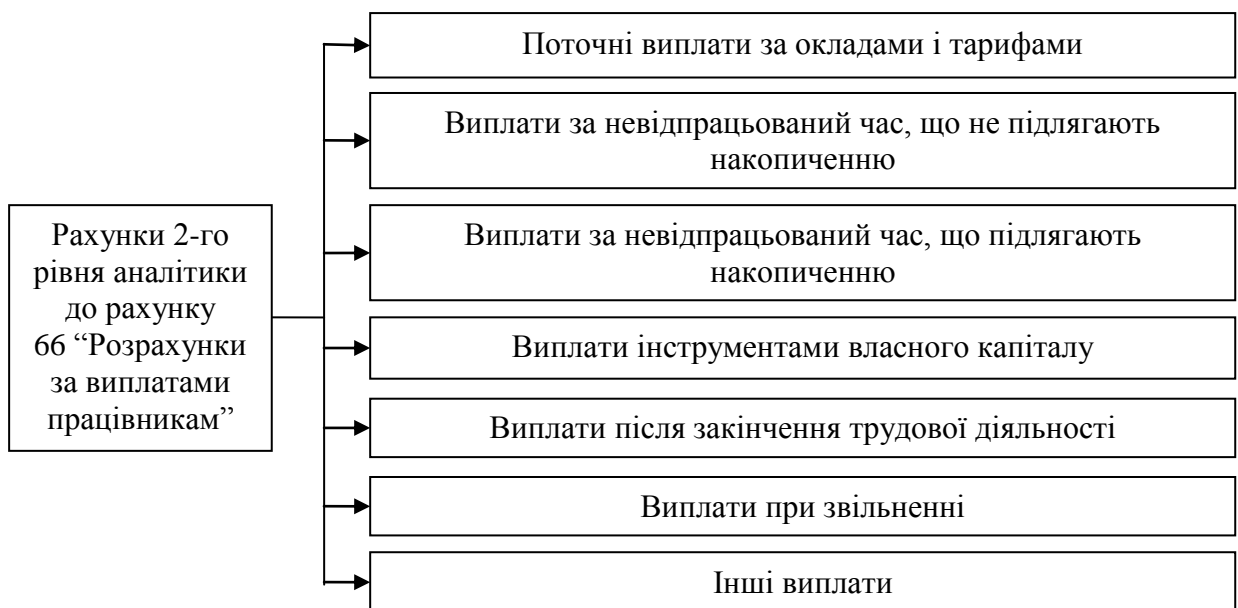 Рахунки 2-го
рівня аналітики
до рахунку
66 “Розрахунки
за виплатами
працівникам”
Поточні виплати за окладами і тарифами
Виплати за невідпрацьований час, що не підлягають
накопиченню
Виплати за невідпрацьований час, що підлягають
накопиченню
Виплати інструментами власного капіталу
Виплати після закінчення трудової діяльності
Виплати при звільненні
Інші виплати